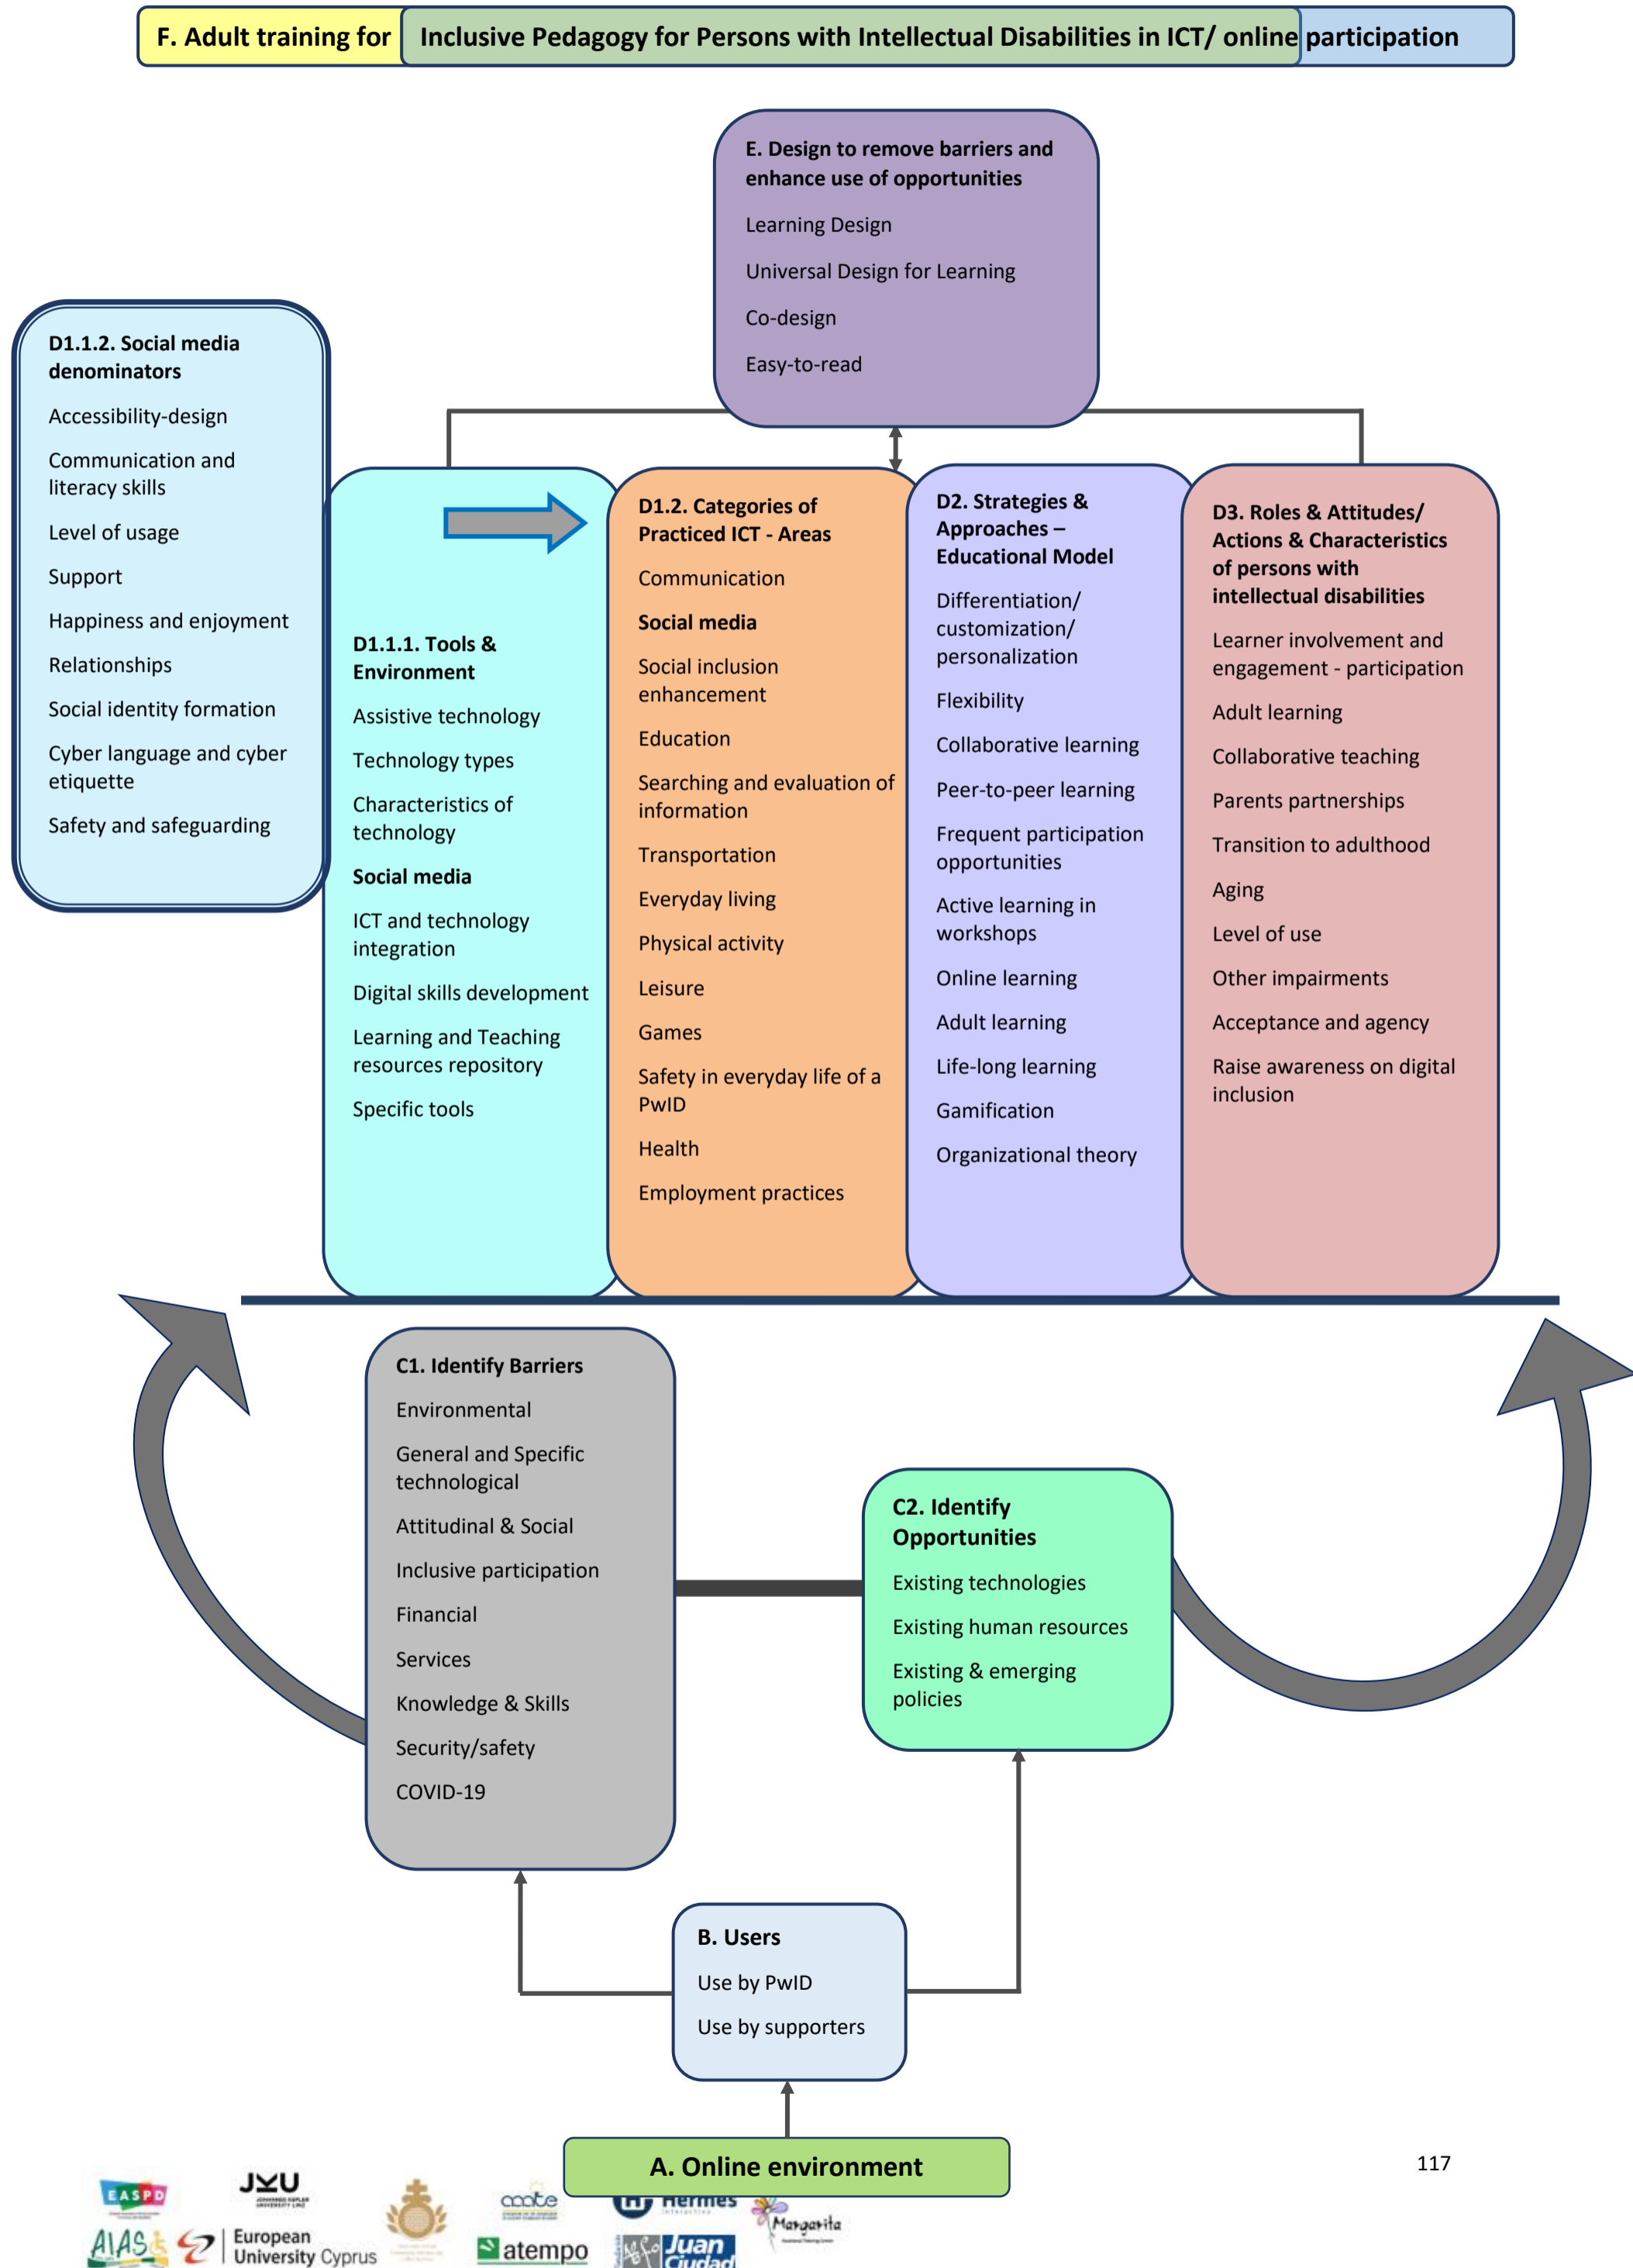 F. Adult training for Inclusive Pedagogy for Persons with Intellectual Disabilities in ICT/ online participation
E. Design to remove barriers and
enhance use of opportunities
Learning Design
Universal Design for Learning
Co-design
Easy-to-read
D1.1.2. Social media
denominators
Accessibility-design
Communication and
literacy skills
Level of usage
Support
Happiness and enjoyment
Relationships
Social identity formation
Cyber language and cyber
etiquette
Safety and safeguarding
D1.1.1. Tools &
Environment
Assistive technology
Technology types
Characteristics of
technology
Social media
ICT and technology
integration
Digital skills development
Learning and Teaching
resources repository
Specific tools
D1.2. Categories of
Practiced ICT - Areas
Communication
Social media
Social inclusion
enhancement
Education
Searching and evaluation of
information
Transportation
Everyday living
Physical activity
Leisure
Games
Safety in everyday life of a
PwID
Health
Employment practices
D2. Strategies &
Approaches –
Educational Model
Differentiation/
customization/
personalization
Flexibility
Collaborative learning
Peer-to-peer learning
Frequent participation
opportunities
Active learning in
workshops
Online learning
Adult learning
Life-long learning
Gamification
Organizational theory
D3. Roles & Attitudes/
Actions & Characteristics
of persons with
intellectual disabilities
Learner involvement and
engagement - participation
Adult learning
Collaborative teaching
Parents partnerships
Transition to adulthood
Aging
Level of use
Other impairments
Acceptance and agency
Raise awareness on digital
inclusion
C1. Identify Barriers
Environmental
General and Specific
technological
Attitudinal & Social
Inclusive participation
Financial
Services
Knowledge & Skills
Security/safety
COVID-19
C2. Identify
Opportunities
Existing technologies
Existing human resources
Existing & emerging
policies
B. Users
Use by PwID
Use by supporters
A. Online environment
117
EASPD
JKU
JOHANNES KEPLER
UNIVERSITY LINZ
Hermes
Margarita
AIAS
European
University Cyprus
atempo
Juan
Ciudad